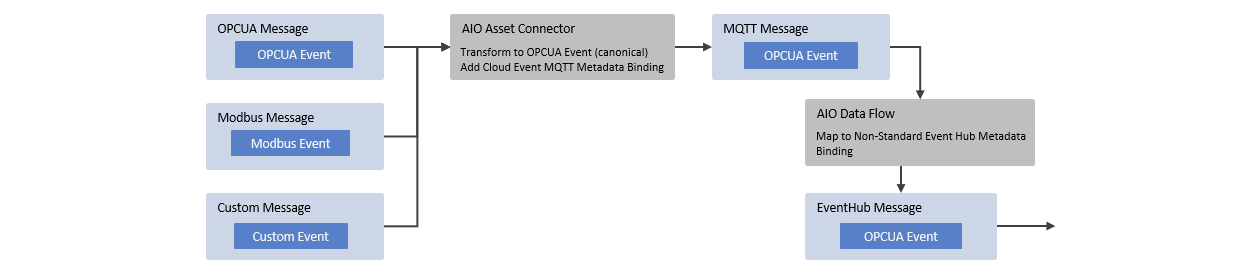 OPCUA Message
OPCUA Event
Modbus Message
Modbus Event
Custom Message
Custom Event
AIO Asset Connector
Transform to OPCUA Event (canonical)
Add Cloud Event MQTT Metadata Binding
MQTT Message
OPCUA Event
AIO Data Flow
Map to Non-Standard Event Hub Metadata
Binding
EventHub Message
OPCUA Event